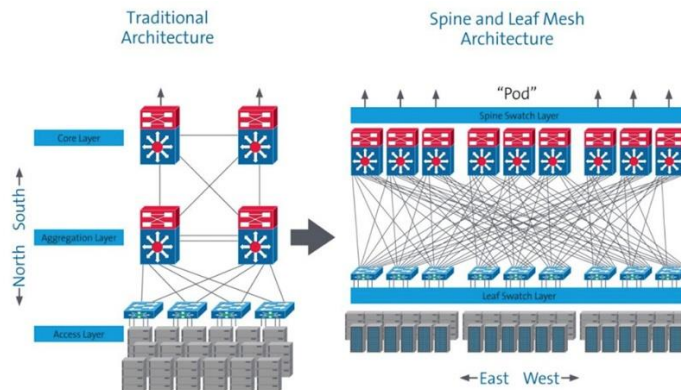 Traditional
Architecture
Spine and Leaf Mesh
Architecture
"Pod"
Spine Swatch Layer
Core Layer
North South
Aggregation Layer
Access Layer
Leaf Swatch Layer
East West